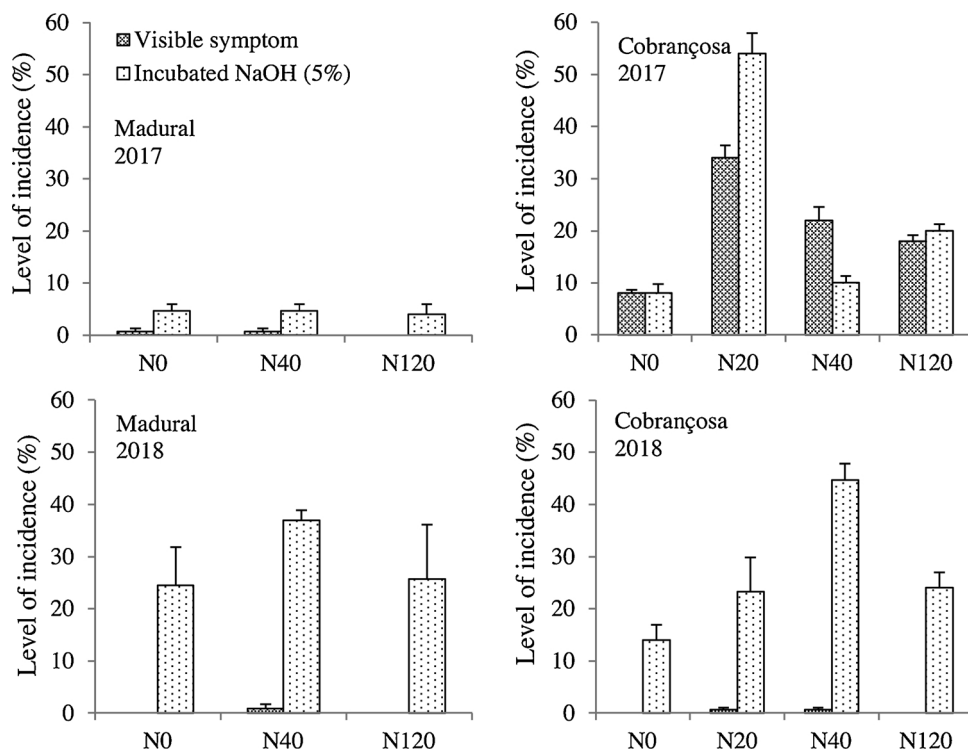 60
50
40
30
20
10
0
Level of incidence (%)
Visible symptom
Incubated NaOH (5%)
Madural
2017
N0
N40
N120
60
50
40
30
20
10
0
Level of incidence (%)
Cobrançosa
2017
N0
N20
N40
N120
60
50
40
30
20
10
0
Level of incidence (%)
Madural
2018
N0
N40
N120
60
50
40
30
20
10
0
Level of incidence (%)
Cobrançosa
2018
N0
N20
N40
N120